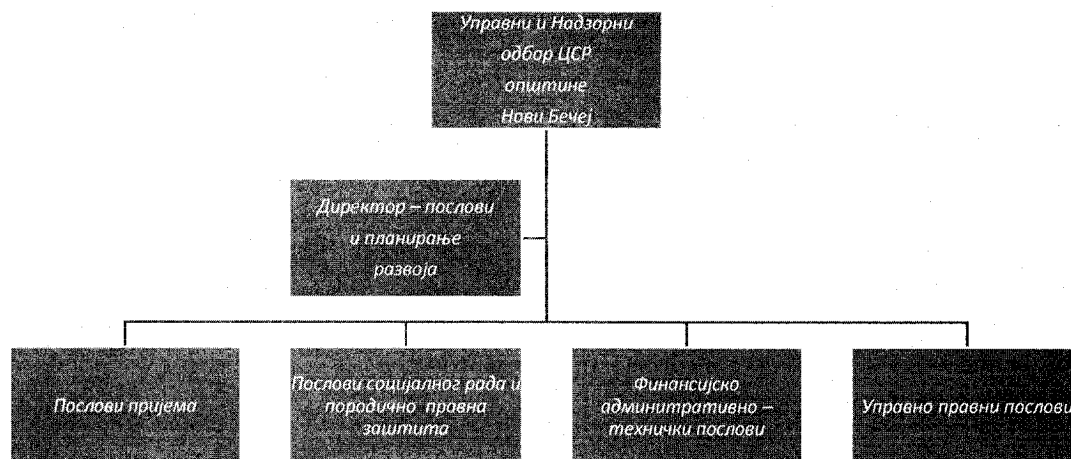 Управни и Надзорни
одбор ЦСР
општине
Нови Бечеј
Директор – послови
и планирање
развоја
Послови пријема
Послови социјалног рада и
породично правна
заштита
Финансијско
админитративно –
технички послови
Управно правни послови